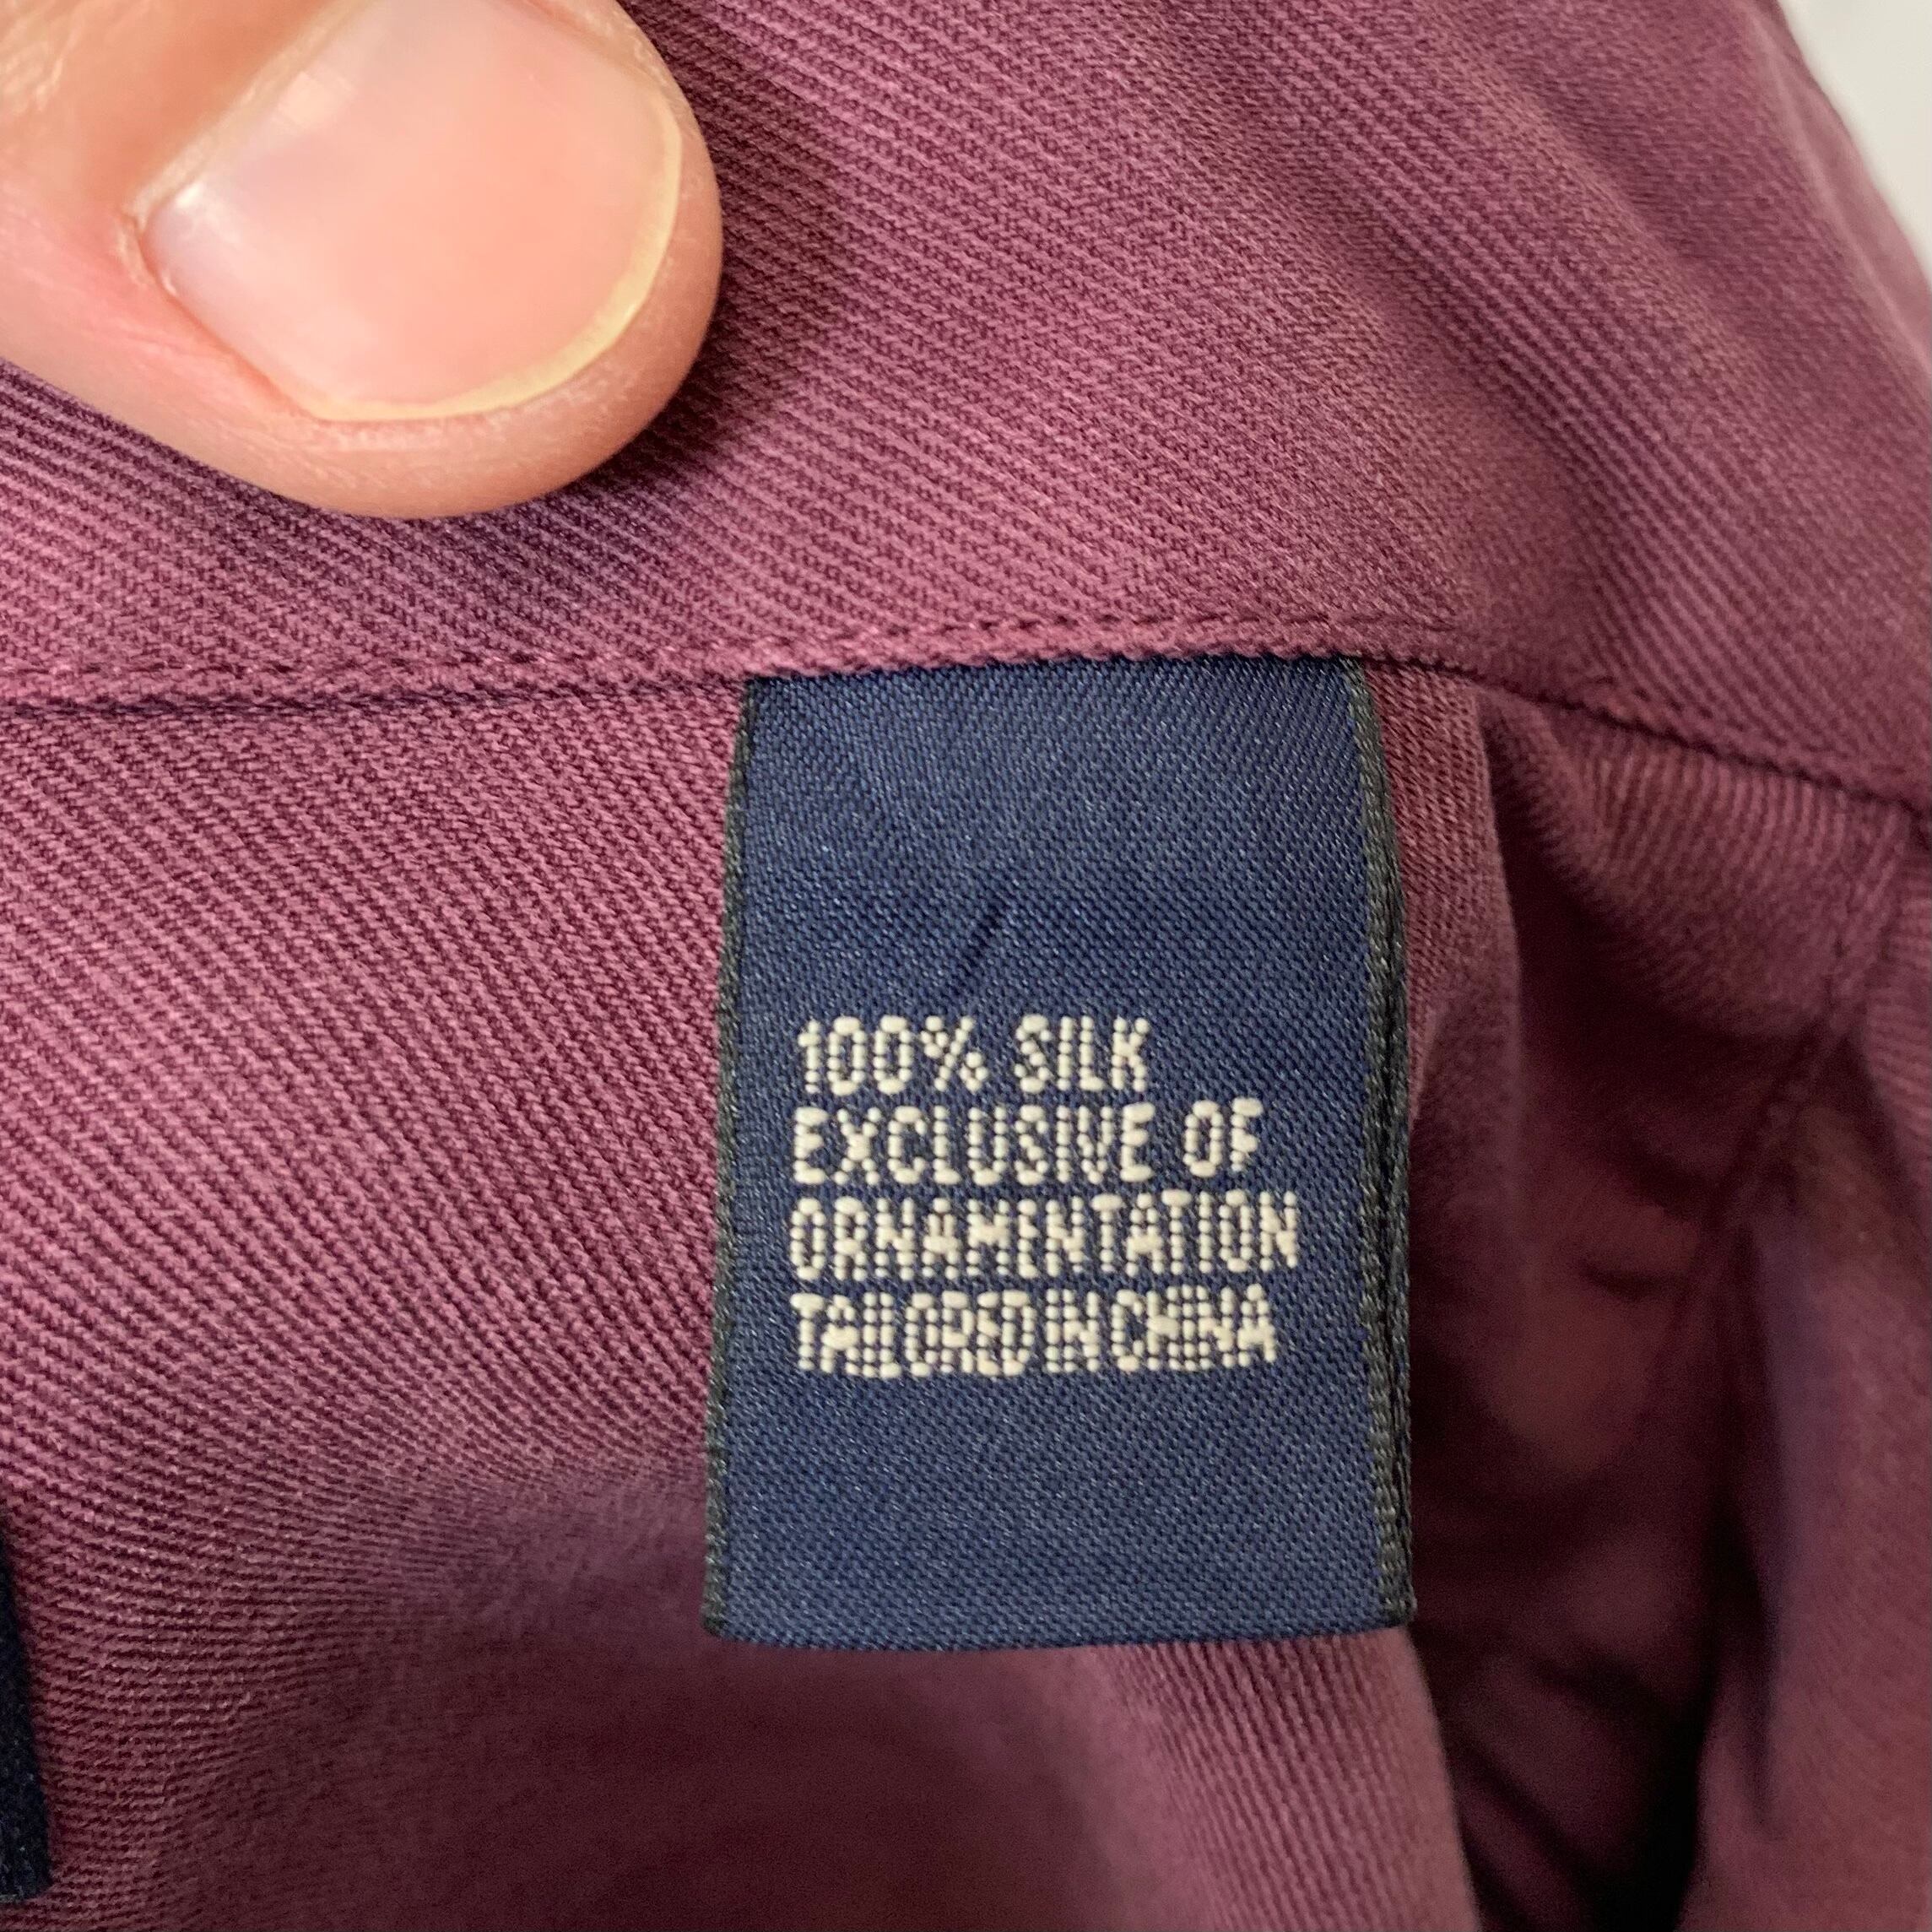 100% SILK
EXCLUSIVE OF
ORNAMENTATION
TAILORED IN CHINA